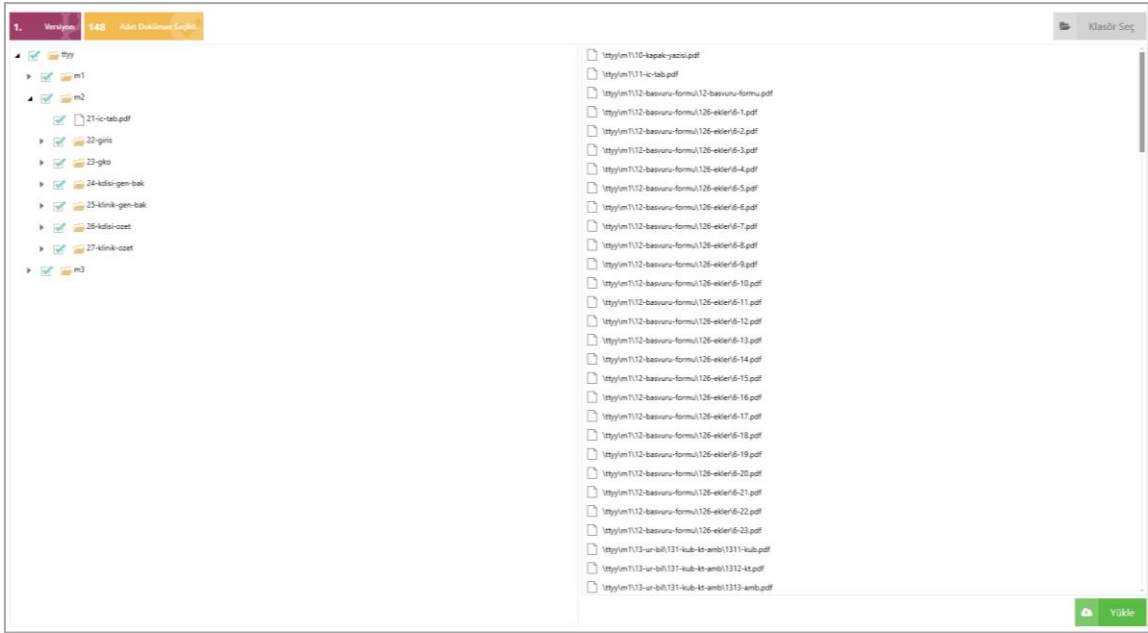 1. Versiyon 148 Adet Doküman Seçildi
Klasör Seç
ttyy
m1
m2
21-ic-tab.pdf
22-giris
23-gko
24-kdisi-gen-bak
25-klinik-gen-bak
26-kdisi-ozet
27-klinik-ozet
m3
\ttyy\m1\10-kapak-yazisi.pdf
\ttyy\m1\11-ic-tab.pdf
\ttyy\m1\12-basvuru-formu\12-basvuru-formu.pdf
\ttyy\m1\12-basvuru-formu\126-ekler\6-1.pdf
\ttyy\m1\12-basvuru-formu\126-ekler\6-2.pdf
\ttyy\m1\12-basvuru-formu\126-ekler\6-3.pdf
\ttyy\m1\12-basvuru-formu\126-ekler\6-4.pdf
\ttyy\m1\12-basvuru-formu\126-ekler\6-5.pdf
\ttyy\m1\12-basvuru-formu\126-ekler\6-6.pdf
\ttyy\m1\12-basvuru-formu\126-ekler\6-7.pdf
\ttyy\m1\12-basvuru-formu\126-ekler\6-8.pdf
\ttyy\m1\12-basvuru-formu\126-ekler\6-9.pdf
\ttyy\m1\12-basvuru-formu\126-ekler\6-10.pdf
\ttyy\m1\12-basvuru-formu\126-ekler\6-11.pdf
\ttyy\m1\12-basvuru-formu\126-ekler\6-12.pdf
\ttyy\m1\12-basvuru-formu\126-ekler\6-13.pdf
\ttyy\m1\12-basvuru-formu\126-ekler\6-14.pdf
\ttyy\m1\12-basvuru-formu\126-ekler\6-15.pdf
\ttyy\m1\12-basvuru-formu\126-ekler\6-16.pdf
\ttyy\m1\12-basvuru-formu\126-ekler\6-17.pdf
\ttyy\m1\12-basvuru-formu\126-ekler\6-18.pdf
\ttyy\m1\12-basvuru-formu\126-ekler\6-19.pdf
\ttyy\m1\12-basvuru-formu\126-ekler\6-20.pdf
\ttyy\m1\12-basvuru-formu\126-ekler\6-21.pdf
\ttyy\m1\12-basvuru-formu\126-ekler\6-22.pdf
\ttyy\m1\12-basvuru-formu\126-ekler\6-23.pdf
\ttyy\m1\13-ur-bil\131-kub-kt-amb\1311-kub.pdf
\ttyy\m1\13-ur-bil\131-kub-kt-amb\1312-kt.pdf
\ttyy\m1\13-ur-bil\131-kub-kt-amb\1313-amb.pdf
Yükle